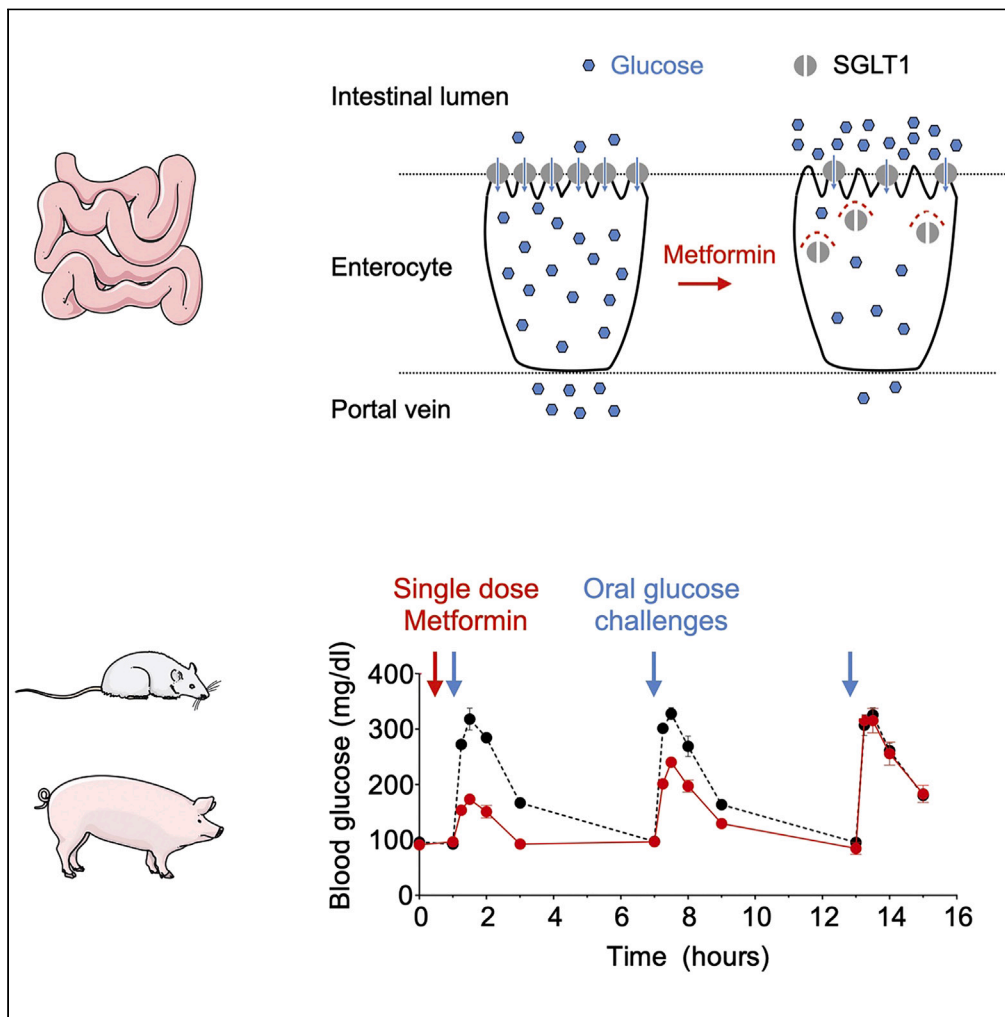 Glucose SGLT1
Intestinal lumen
Enterocyte
Metformin
Portal vein
Single dose
Metformin
Oral glucose
challenges
Blood glucose (mg/dl)
400
300
200
100
0
0 2 4 6 8 10 12 14 16
Time (hours)